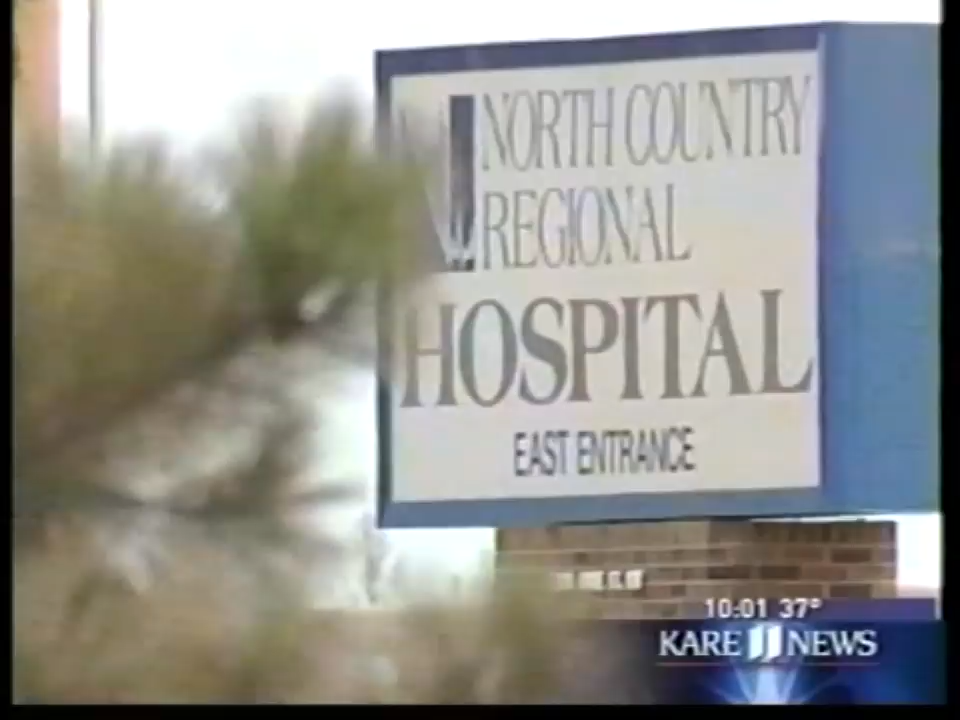 NORTH COUNTRY
REGIONAL
HOSPITAL
EAST ENTRANCE
10:01 37°
KARE 11 NEWS